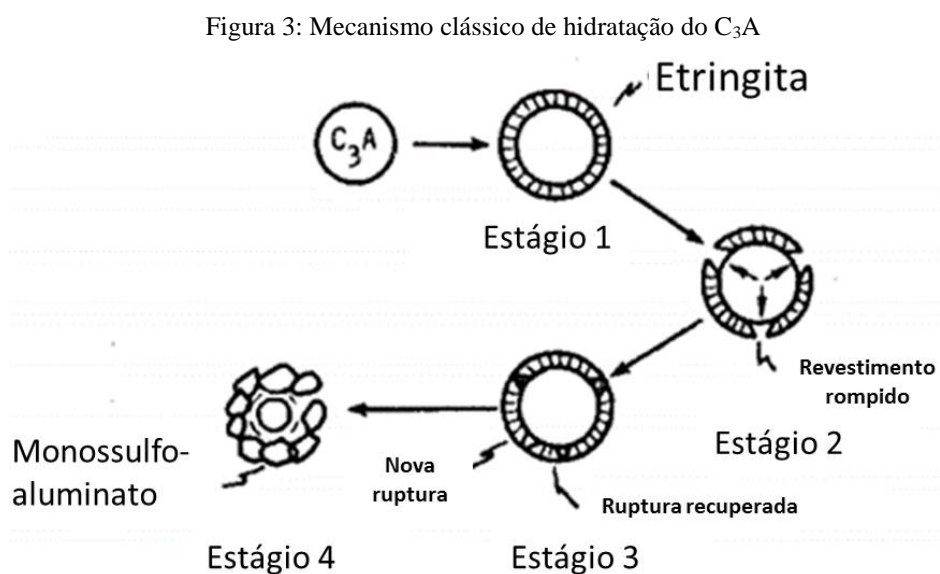 Figura 3: Mecanismo clássico de hidratação do C₃A
Etringita
C₃A
Estágio 1
Revestimento
rompido
Estágio 2
Monossulfo-
aluminato
Nova
ruptura
Ruptura recuperada
Estágio 4
Estágio 3